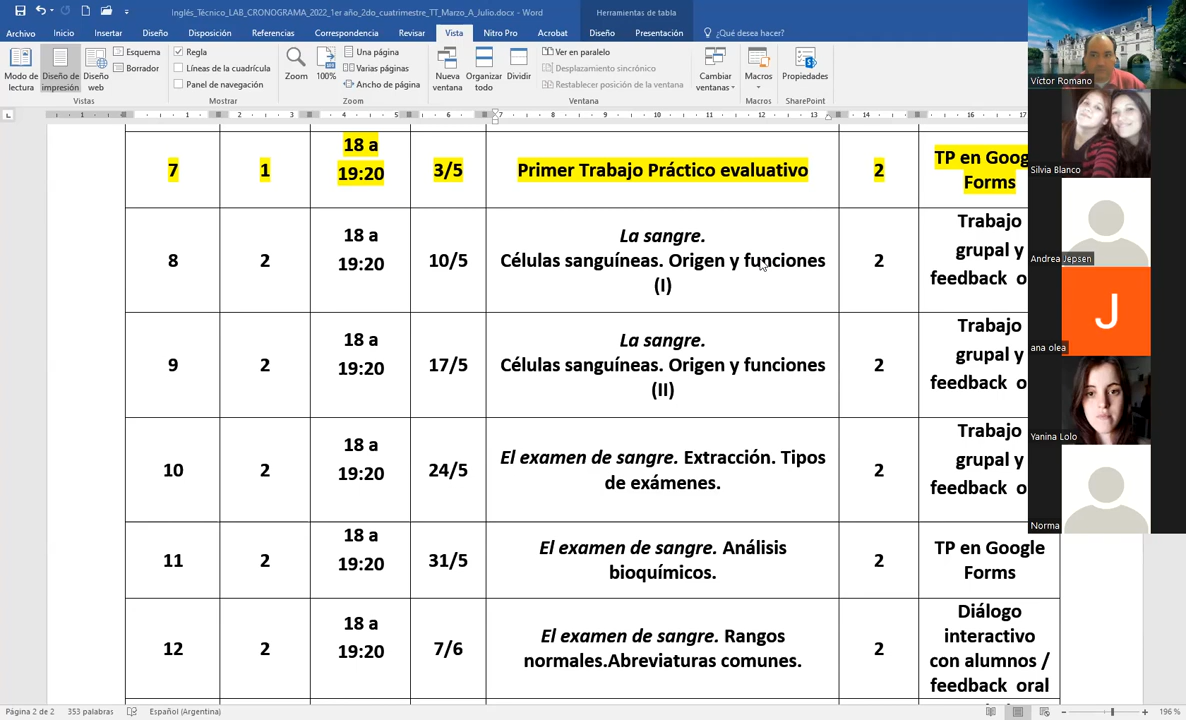 Inglés_Técnico_LAB_CRONOGRAMA_2022_1er año_2do_cuatrimestre_TT_Marzo_A_Julio.docx - Word
Herramientas de tabla
Archivo Inicio Insertar Diseño Disposición Referencias Correspondencia Revisar Vista Nitro Pro Acrobat Diseño Presentación ¿Qué desea hacer?
Modo de lectura
Diseño de impresión
Diseño web
Esquema
Borrador
Vistas
Regla
Líneas de la cuadrícula
Panel de navegación
Mostrar
Zoom
100%
Una página
Varias páginas
Ancho de página
Zoom
Nueva ventana
Organizar todo
Dividir
Ver en paralelo
Desplazamiento sincrónico
Restablecer posición de la ventana
Ventana
Cambiar ventanas
Macros
Macros
Propiedades
SharePoint
7
1
18 a
19:20
3/5
Primer Trabajo Práctico evaluativo
2
TP en Goog
Forms
8
2
18 a
19:20
10/5
La sangre.
Células sanguíneas. Origen y funciones
(I)
2
Trabajo
grupal y
feedback o
9
2
18 a
19:20
17/5
La sangre.
Células sanguíneas. Origen y funciones
(II)
2
Trabajo
grupal y
feedback o
10
2
18 a
19:20
24/5
El examen de sangre. Extracción. Tipos
de exámenes.
2
Trabajo
grupal y
feedback o
11
2
18 a
19:20
31/5
El examen de sangre. Análisis
bioquímicos.
2
TP en Google
Forms
12
2
18 a
19:20
7/6
El examen de sangre. Rangos
normales.Abreviaturas comunes.
2
Diálogo
interactivo
con alumnos /
feedback oral
Víctor Romano
Silvia Blanco
Andrea Jepsen
J
ana olea
Yanina Lolo
Norma
Página 2 de 2 353 palabras Español (Argentina) 196 %